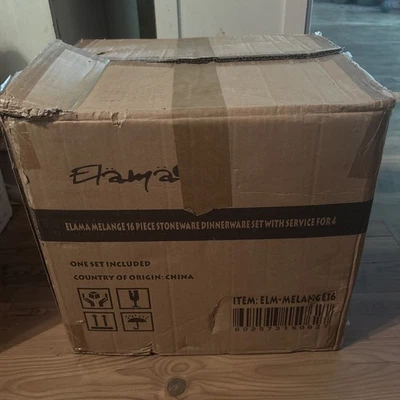 Elama
ELAMA MELANGE 16 PIECE STONEWARE DINNERWARE SET WITH SERVICE FOR 4
ONE SET INCLUDED
COUNTRY OF ORIGIN: CHINA
ITEM: ELM-MELANGE16